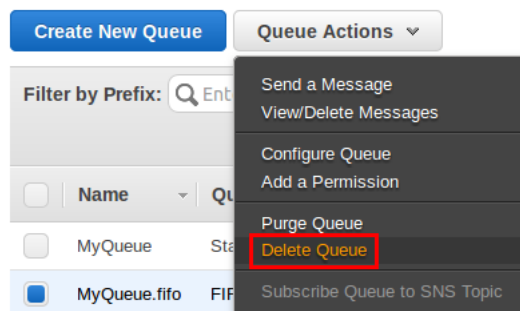 Create New Queue
Queue Actions
Filter by Prefix:
Send a Message
View/Delete Messages
Configure Queue
Add a Permission
Name
Purge Queue
MyQueue
Delete Queue
MyQueue.fifo
Subscribe Queue to SNS Topic